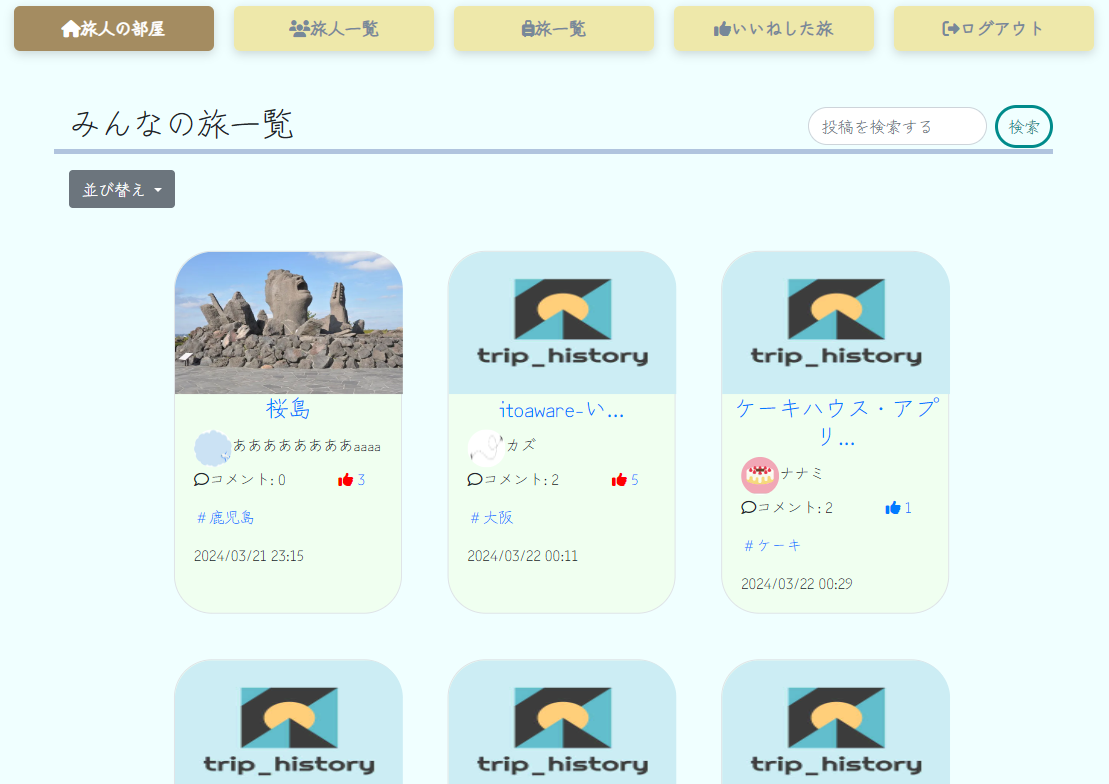 旅人の部屋 旅人一覧 旅一覧 いいねした旅 ログアウト
みんなの旅一覧
投稿を検索する 検索
並び替え
trip_history trip_history
桜島 itoaware-い... ケーキハウス・アプ
リ...
ああああああああaaaa カズ
ナナミ
コメント: 0 3 コメント: 2 5
コメント: 2 1
#鹿児島 #大阪
#ケーキ
2024/03/21 23:15 2024/03/22 00:11
2024/03/22 00:29
trip_history trip_history trip_history